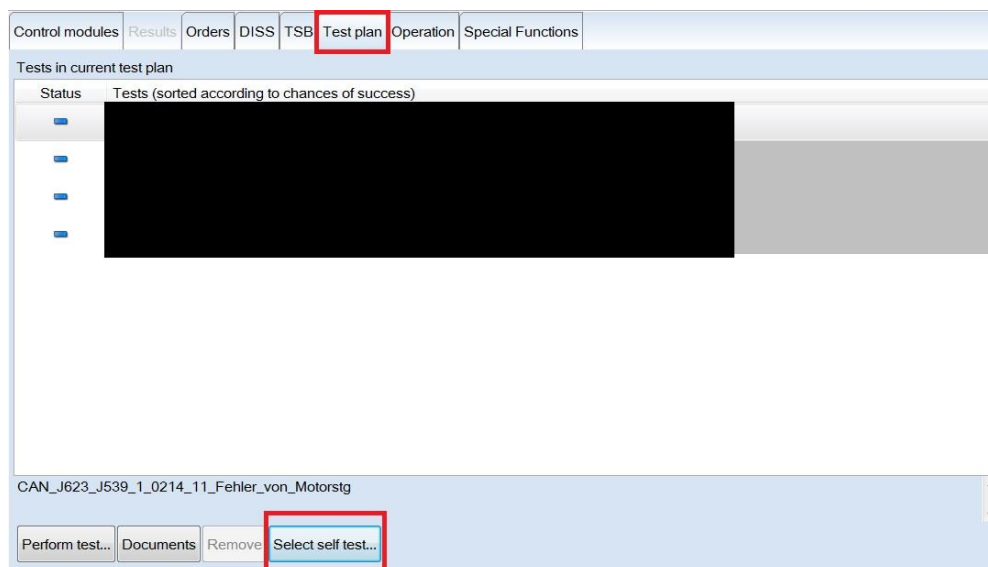 Control modules Results Orders DISS TSB Test plan Operation Special Functions
Tests in current test plan
Status Tests (sorted according to chances of success)
CAN_J623_J539_1_0214_11_Fehler_von_Motorstg
Perform test... Documents Remove Select self test...